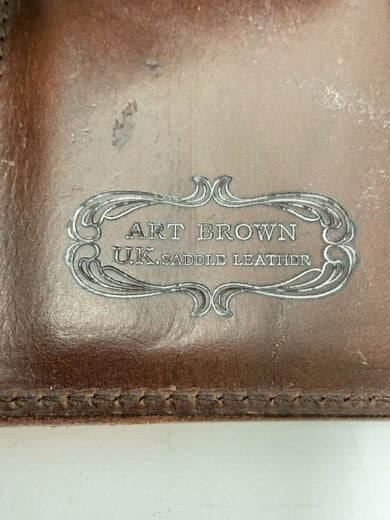 ART BROWN
U.K. SADDLE LEATHER